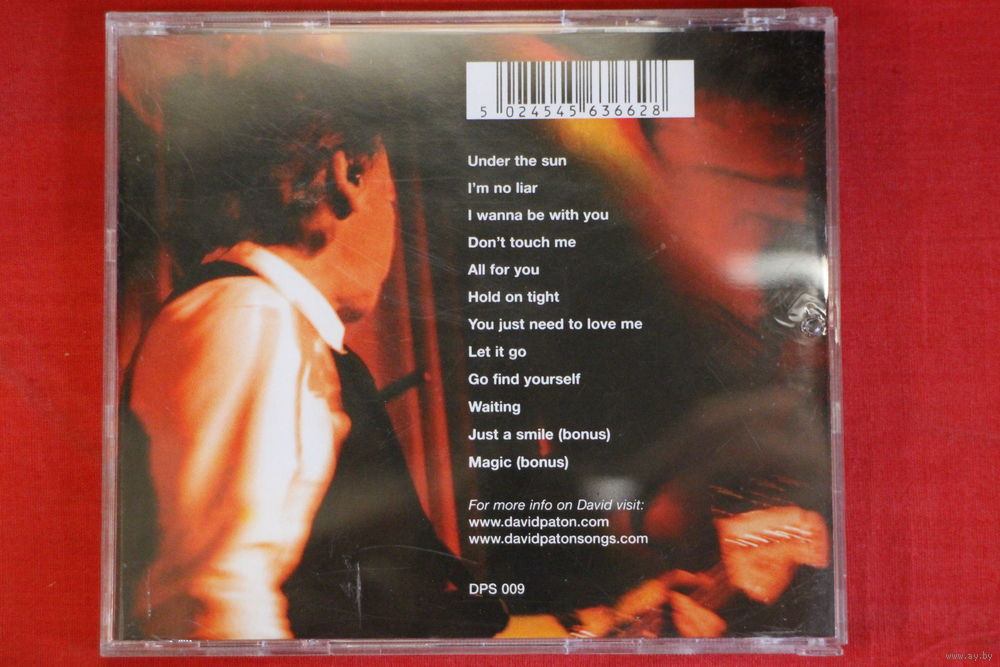 5 024545 636628
Under the sun
I'm no liar
I wanna be with you
Don't touch me
All for you
Hold on tight
You just need to love me
Let it go
Go find yourself
Waiting
Just a smile (bonus)
Magic (bonus)
For more info on David visit:
www.davidpaton.com
www.davidpatonsongs.com
DPS 009
www.ay.by